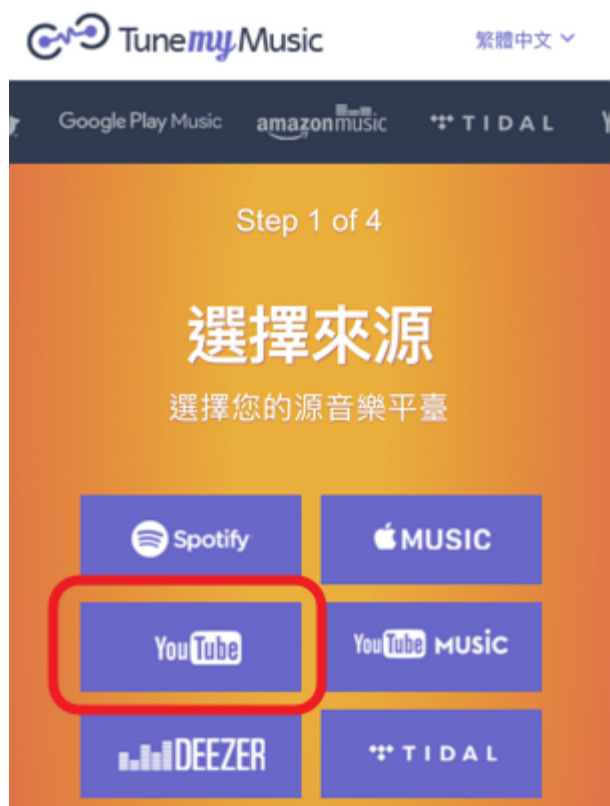 TunemyMusic 繁體中文
Google Play Music amazon music TIDAL Y
Step 1 of 4
選擇來源
選擇您的源音樂平臺
Spotify MUSIC
YouTube YouTube MUSIC
DEEZER TIDAL